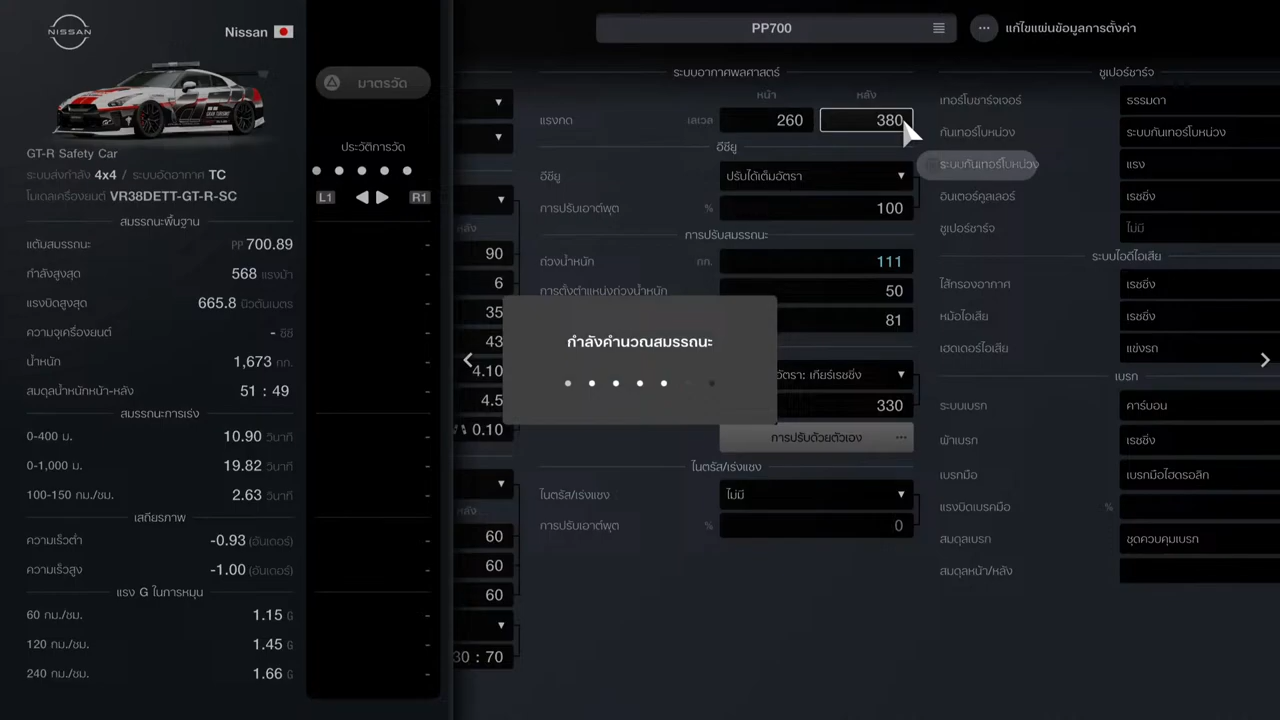 NISSAN
Nissan
GT-R Safety Car
ระบบส่งกำลัง 4x4 / ระบบอัดอากาศ TC
โมเดลเครื่องยนต์ VR38DETT-GT-R-SC
สมรรถนะพื้นฐาน
แต้มสมรรถนะ PP 700.89
กำลังสูงสุด 568 แรงม้า
แรงบิดสูงสุด 665.8 นิวตันเมตร
ความจุเครื่องยนต์ - ซีซี
น้ำหนัก 1,673 กก.
สมดุลน้ำหนักหน้า-หลัง 51 : 49
สมรรถนะการเร่ง
0-400 ม. 10.90 วินาที
0-1,000 ม. 19.82 วินาที
100-150 กม./ชม. 2.63 วินาที
เสถียรภาพ
ความเร็วต่ำ -0.93 (อันเดอร์)
ความเร็วสูง -1.00 (อันเดอร์)
แรง G ในการหมุน
60 กม./ชม. 1.15 G
120 กม./ชม. 1.45 G
240 กม./ชม. 1.66 G
มาตรวัด
ประวัติการวัด
L1 R1
PP700
แก้ไขแผ่นข้อมูลการตั้งค่า
90
6
35
43
4.10
4.5
0.10
60
60
60
30 : 70
ระบบอากาศพลศาสตร์
หน้า หลัง
แรงกด เลเวล 260 380
อีซียู
อีซียู ปรับได้เต็มอัตรา
การปรับเอาต์พุต % 100
การปรับสมรรถนะ
ถ่วงน้ำหนัก กก. 111
การตั้งตำแหน่งถ่วงน้ำหนัก 50
81
กำลังคำนวณสมรรถนะ
อัตรา: เกียร์เรซซิ่ง
330
การปรับด้วยตัวเอง
ไนตรัส/เร่งแซง
ไนตรัส/เร่งแซง ไม่มี
การปรับเอาต์พุต % 0
ซูเปอร์ชาร์จ
เทอร์โบชาร์จเจอร์ ธรรมดา
กันเทอร์โบหน่วง ระบบกันเทอร์โบหน่วง
ระบบกันเทอร์โบหน่วง แรง
อินเตอร์คูลเลอร์ เรซซิ่ง
ซูเปอร์ชาร์จ ไม่มี
ระบบไอดีไอเสีย
ไส้กรองอากาศ เรซซิ่ง
หม้อไอเสีย เรซซิ่ง
เฮดเดอร์ไอเสีย แข่งรถ
เบรก
ระบบเบรก คาร์บอน
ผ้าเบรก เรซซิ่ง
เบรกมือ เบรกมือไฮดรอลิก
แรงบิดเบรคมือ %
สมดุลเบรก ชุดควบคุมเบรก
สมดุลหน้า/หลัง